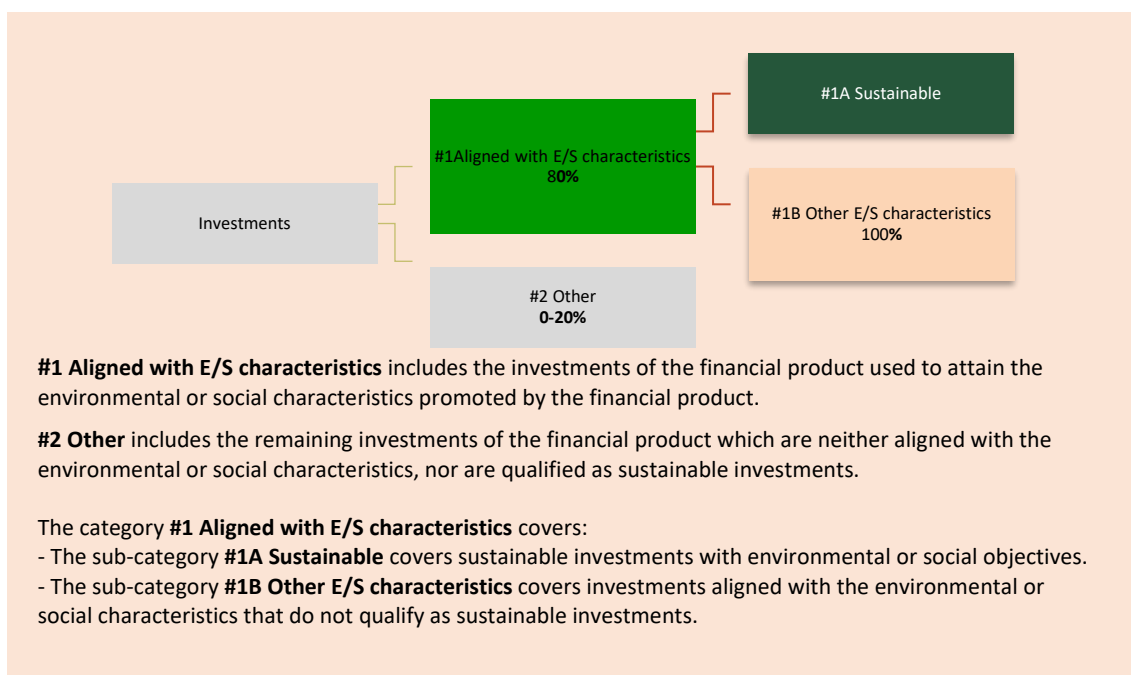 #1A Sustainable
#1Aligned with E/S characteristics
80%
Investments
#1B Other E/S characteristics
100%
#2 Other
0-20%
#1 Aligned with E/S characteristics includes the investments of the financial product used to attain the
environmental or social characteristics promoted by the financial product.
#2 Other includes the remaining investments of the financial product which are neither aligned with the
environmental or social characteristics, nor are qualified as sustainable investments.
The category #1 Aligned with E/S characteristics covers:
- The sub-category #1A Sustainable covers sustainable investments with environmental or social objectives.
- The sub-category #1B Other E/S characteristics covers investments aligned with the environmental or
social characteristics that do not qualify as sustainable investments.